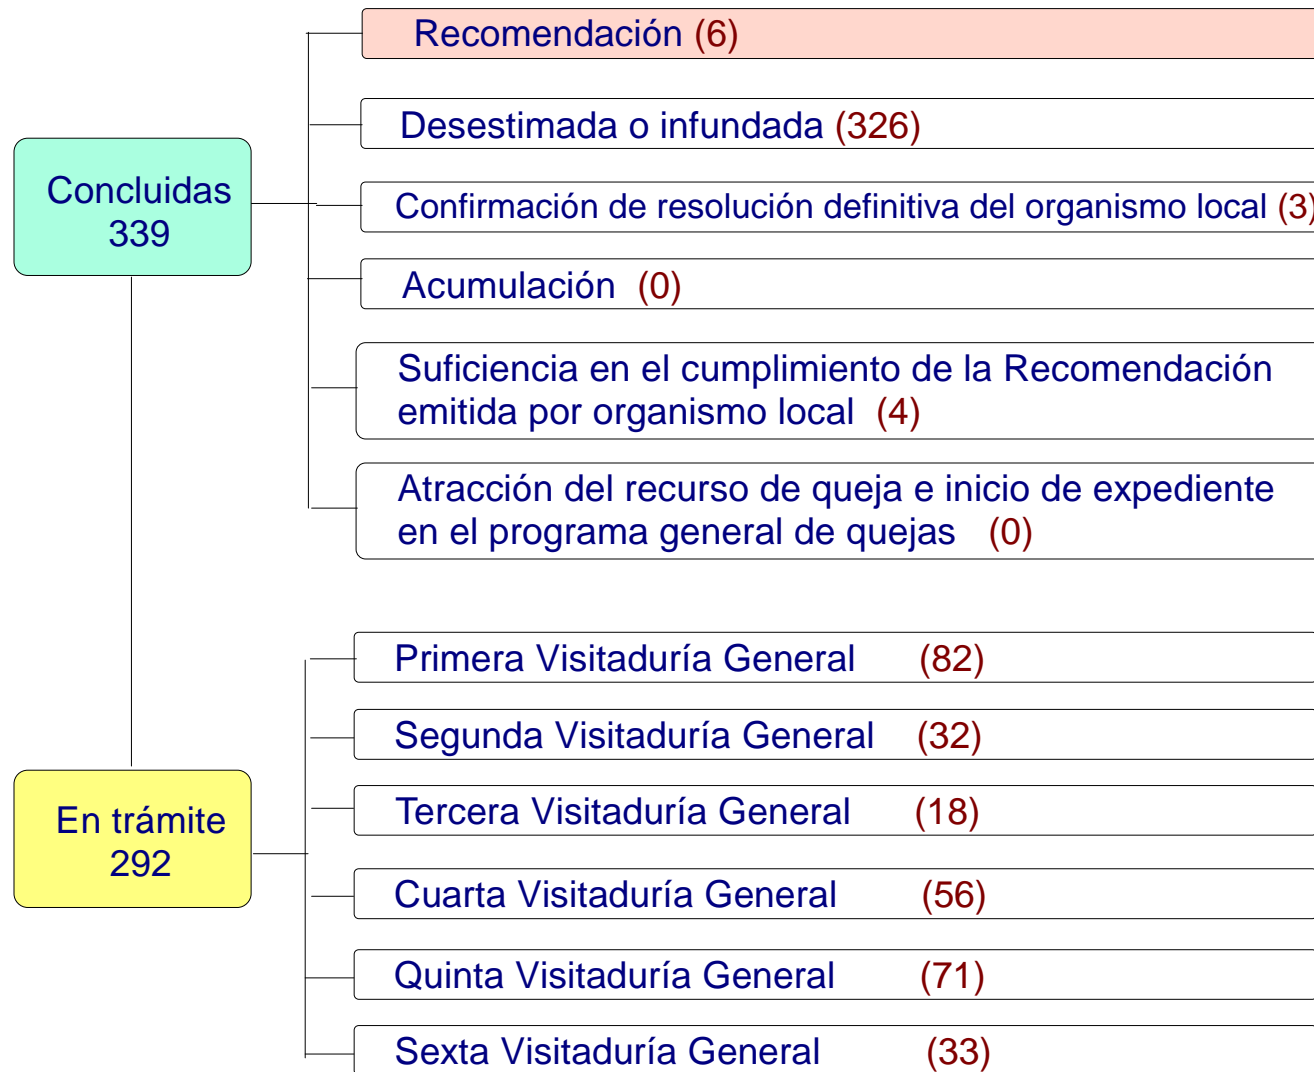 Concluidas
339
Recomendación (6)
Desestimada o infundada (326)
Confirmación de resolución definitiva del organismo local (3)
Acumulación (0)
Suficiencia en el cumplimiento de la Recomendación
emitida por organismo local (4)
Atracción del recurso de queja e inicio de expediente
en el programa general de quejas (0)
En trámite
292
Primera Visitaduría General (82)
Segunda Visitaduría General (32)
Tercera Visitaduría General (18)
Cuarta Visitaduría General (56)
Quinta Visitaduría General (71)
Sexta Visitaduría General (33)